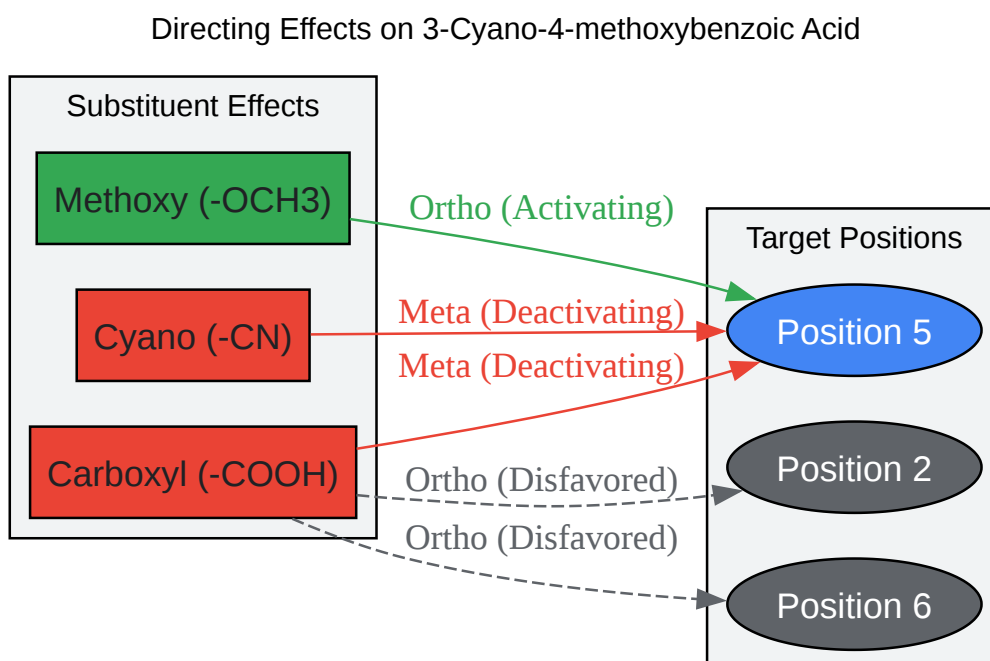 Directing Effects on 3-Cyano-4-methoxybenzoic Acid
Substituent Effects
Methoxy (-OCH3)
Cyano (-CN)
Carboxyl (-COOH)
Ortho (Activating)
Meta (Deactivating)
Meta (Deactivating)
Ortho (Disfavored)
Ortho (Disfavored)
Target Positions
Position 5
Position 2
Position 6